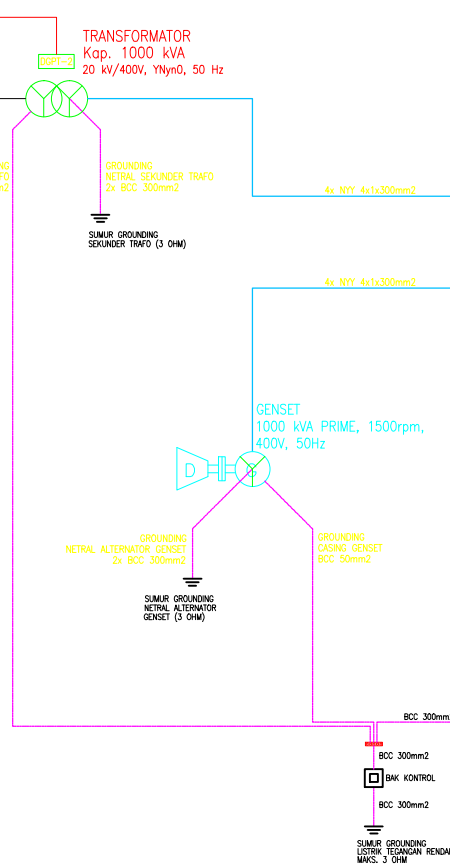 TRANSFORMATOR
Kap. 1000 kVA
20 kV/400V, YNyn0, 50 Hz
DGPT-2
GROUNDING
NETRAL SEKUNDER TRAFO
2x BCC 300mm2
SUMUR GROUNDING
SEKUNDER TRAFO (3 OHM)
4x NYY 4x1x300mm2
4x NYY 4x1x300mm2
GENSET
1000 kVA PRIME, 1500rpm,
400V, 50Hz
D
GROUNDING
NETRAL ALTERNATOR GENSET
2x BCC 300mm2
GROUNDING
CASING GENSET
BCC 50mm2
SUMUR GROUNDING
NETRAL ALTERNATOR
GENSET (3 OHM)
BCC 300mm
BCC 300mm2
BAK KONTROL
BCC 300mm2
SUMUR GROUNDING
LISTRIK TEGANGAN RENDAH
MAKS. 3 OHM